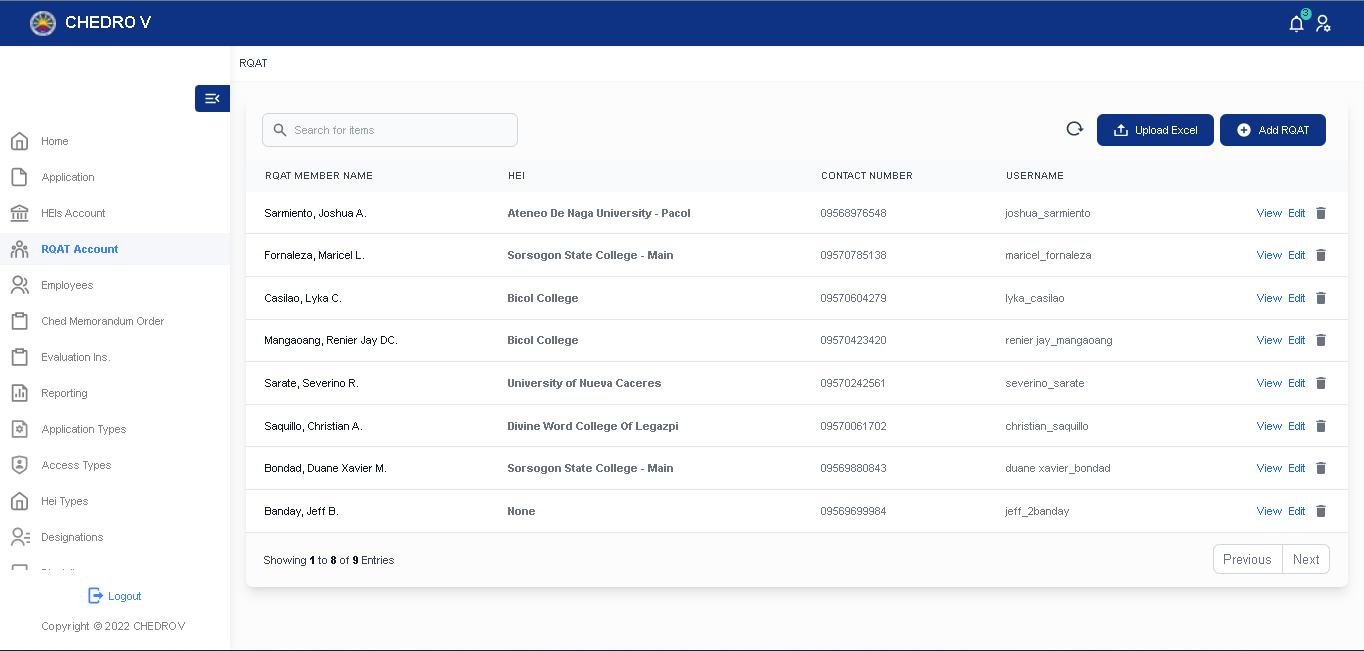 CHEDRO V
3
RQAT
Search for items
Upload Excel
Add RQAT
Home
Application
HEIs Account
RQAT Account
Employees
Ched Memorandum Order
Evaluation Ins.
Reporting
Application Types
Access Types
Hei Types
Designations
Logout
Copyright © 2022 CHEDROV
RQAT MEMBER NAME HEI CONTACT NUMBER USERNAME
Sarmiento, Joshua A. Ateneo De Naga University - Pacol 09568976548 joshua_sarmiento View Edit
Fornaleza, Maricel L. Sorsogon State College - Main 09570785138 maricel_fornaleza View Edit
Casilao, Lyka C. Bicol College 09570604279 lyka_casilao View Edit
Mangaoang, Renier Jay DC. Bicol College 09570423420 renier jay_mangaoang View Edit
Sarate, Severino R. University of Nueva Caceres 09570242561 severino_sarate View Edit
Saquillo, Christian A. Divine Word College Of Legazpi 09570061702 christian_saquillo View Edit
Bondad, Duane Xavier M. Sorsogon State College - Main 09569880843 duane xavier_bondad View Edit
Banday, Jeff B. None 09569699984 jeff_2banday View Edit
Showing 1 to 8 of 9 Entries
Previous Next